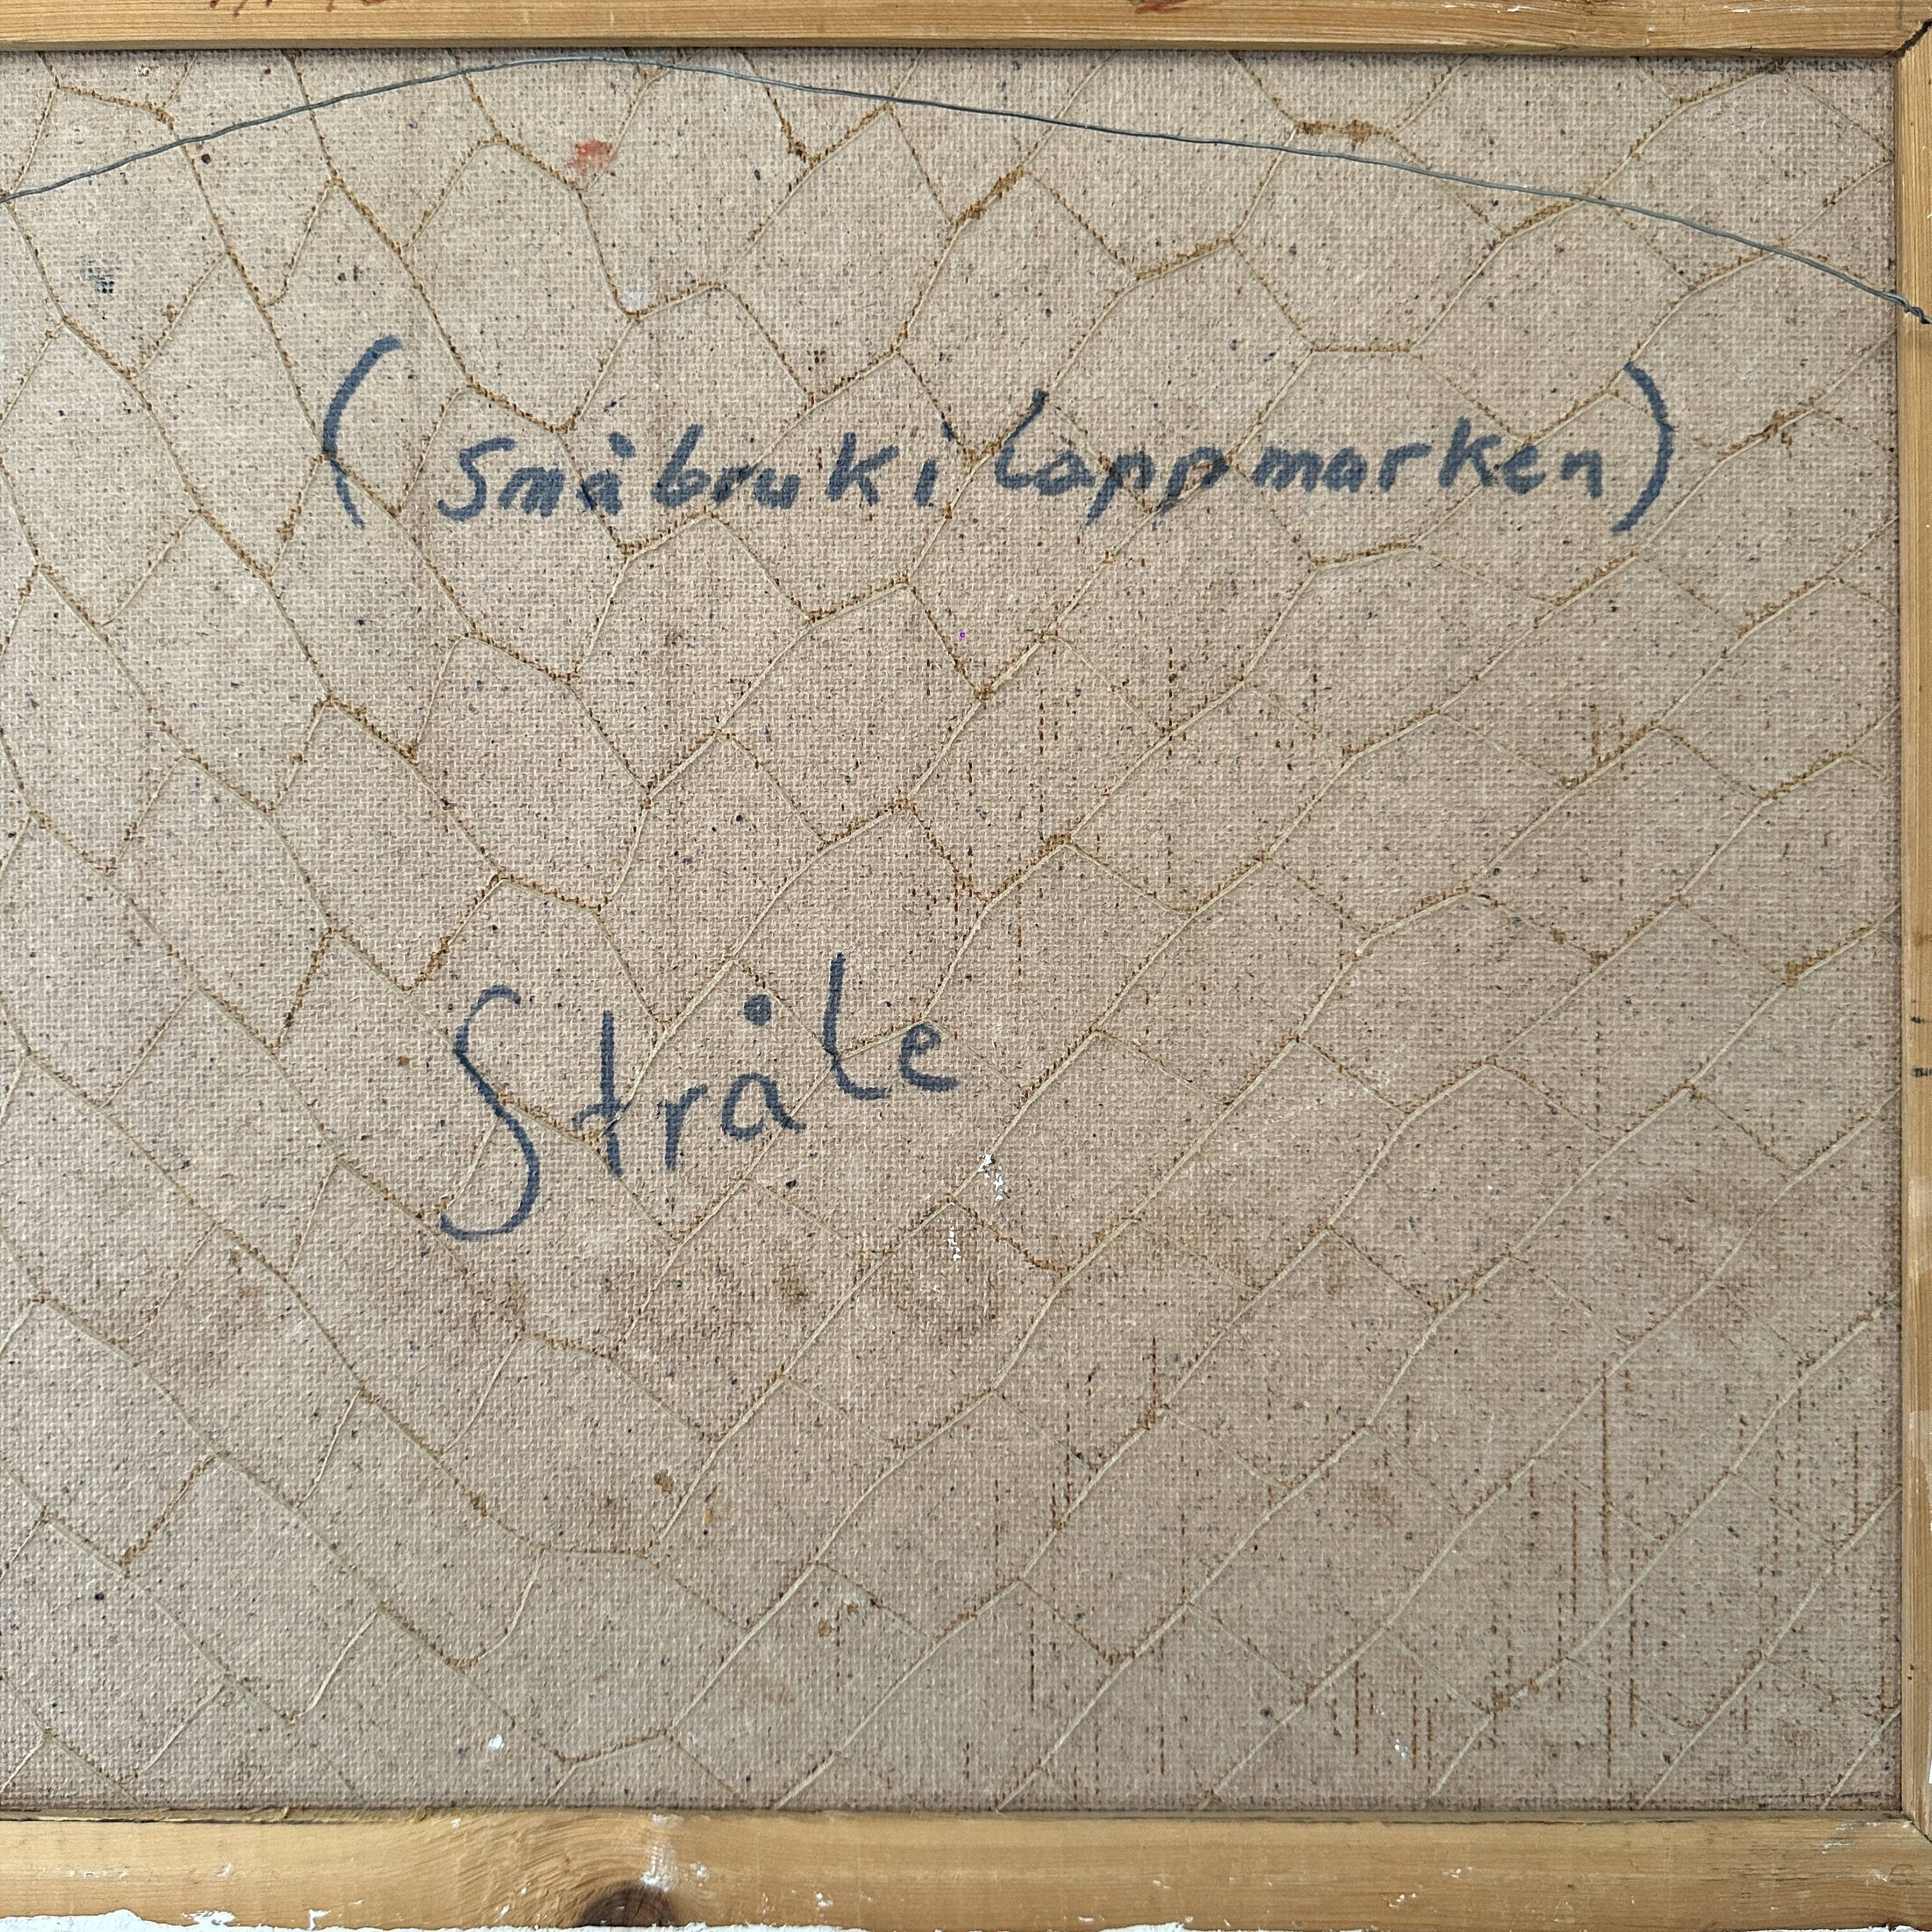 (Småbruk i Lappmarken)
Stråle